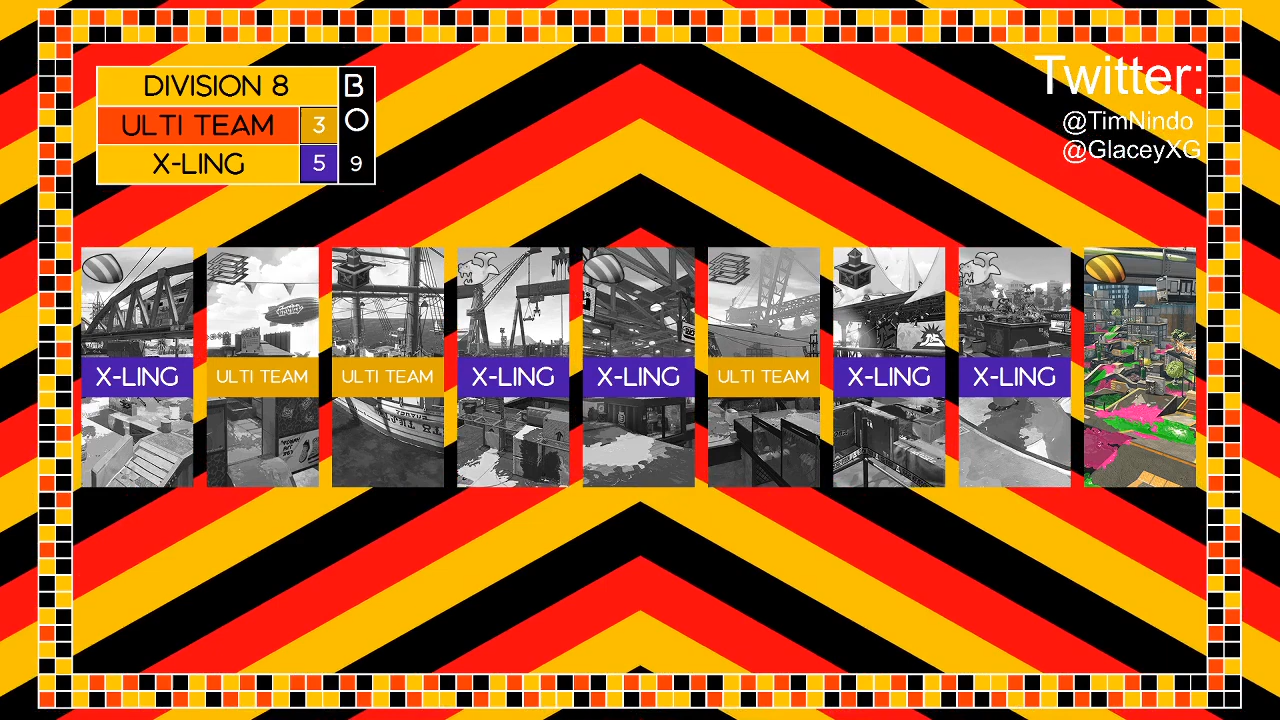 DIVISION 8
ULTI TEAM 3
X-LING 5
BO9
Twitter:
@TimNindo
@GlaceyXG
X-LING
ULTI TEAM
ULTI TEAM
X-LING
X-LING
ULTI TEAM
X-LING
X-LING